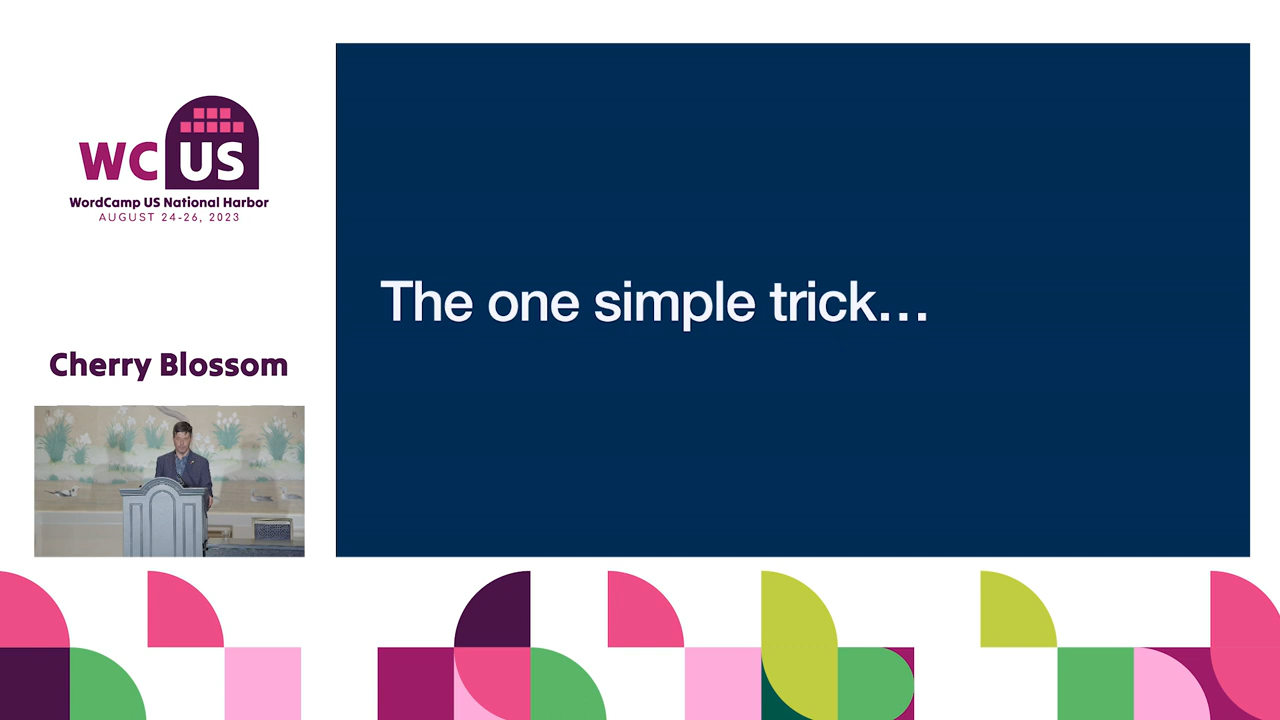 WC US
WordCamp US National Harbor
AUGUST 24-26, 2023
The one simple trick…
Cherry Blossom